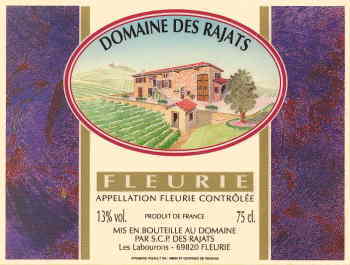 DOMAINE DES RAJATS
FLEURIE
APPELLATION FLEURIE CONTRÔLÉE
13% vol. PRODUIT DE FRANCE 75 cl.
MIS EN BOUTEILLE AU DOMAINE
PAR S.C.P. DES RAJATS
Les Labourons - 69820 FLEURIE